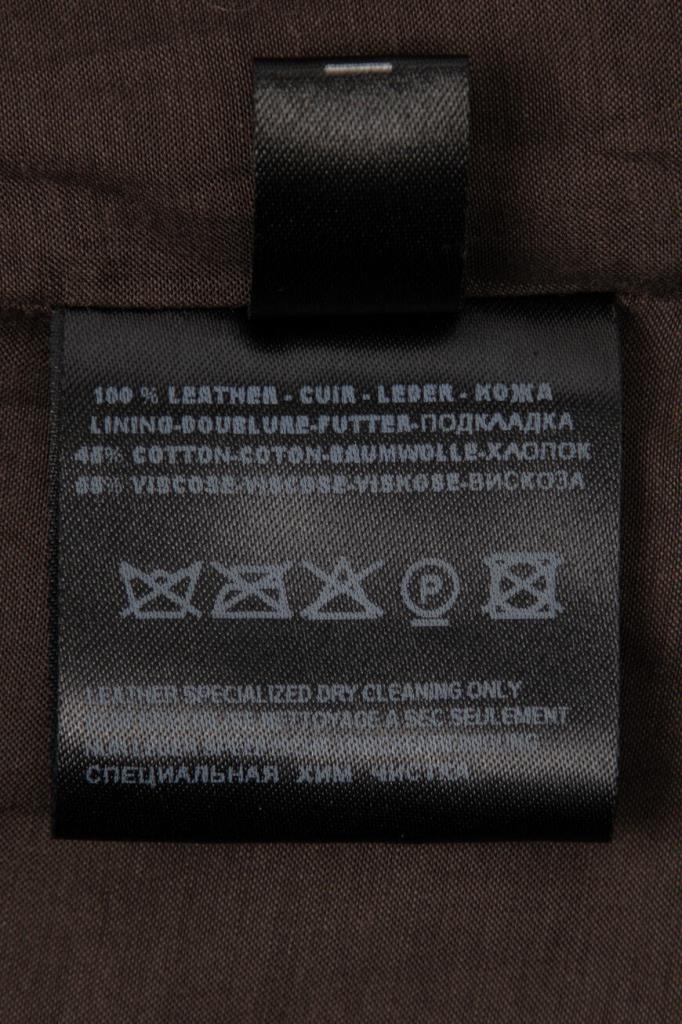 100 % LEATHER - CUIR - LEDER - КОЖА
LINING-DOUBLURE-FUTTER-ПОДКЛАДКА
COTTON-COTON-BAUMWOLLE-ХЛОПОК
VISCOSE-VISCOSE-VISKOSE-ВИСКОЗА
P
LEATHER SPECIALIZED DRY CLEANING ONLY
NETTOYAGE A SEC SEULEMENT
СПЕЦИАЛЬНАЯ ХИМ ЧИСТКА